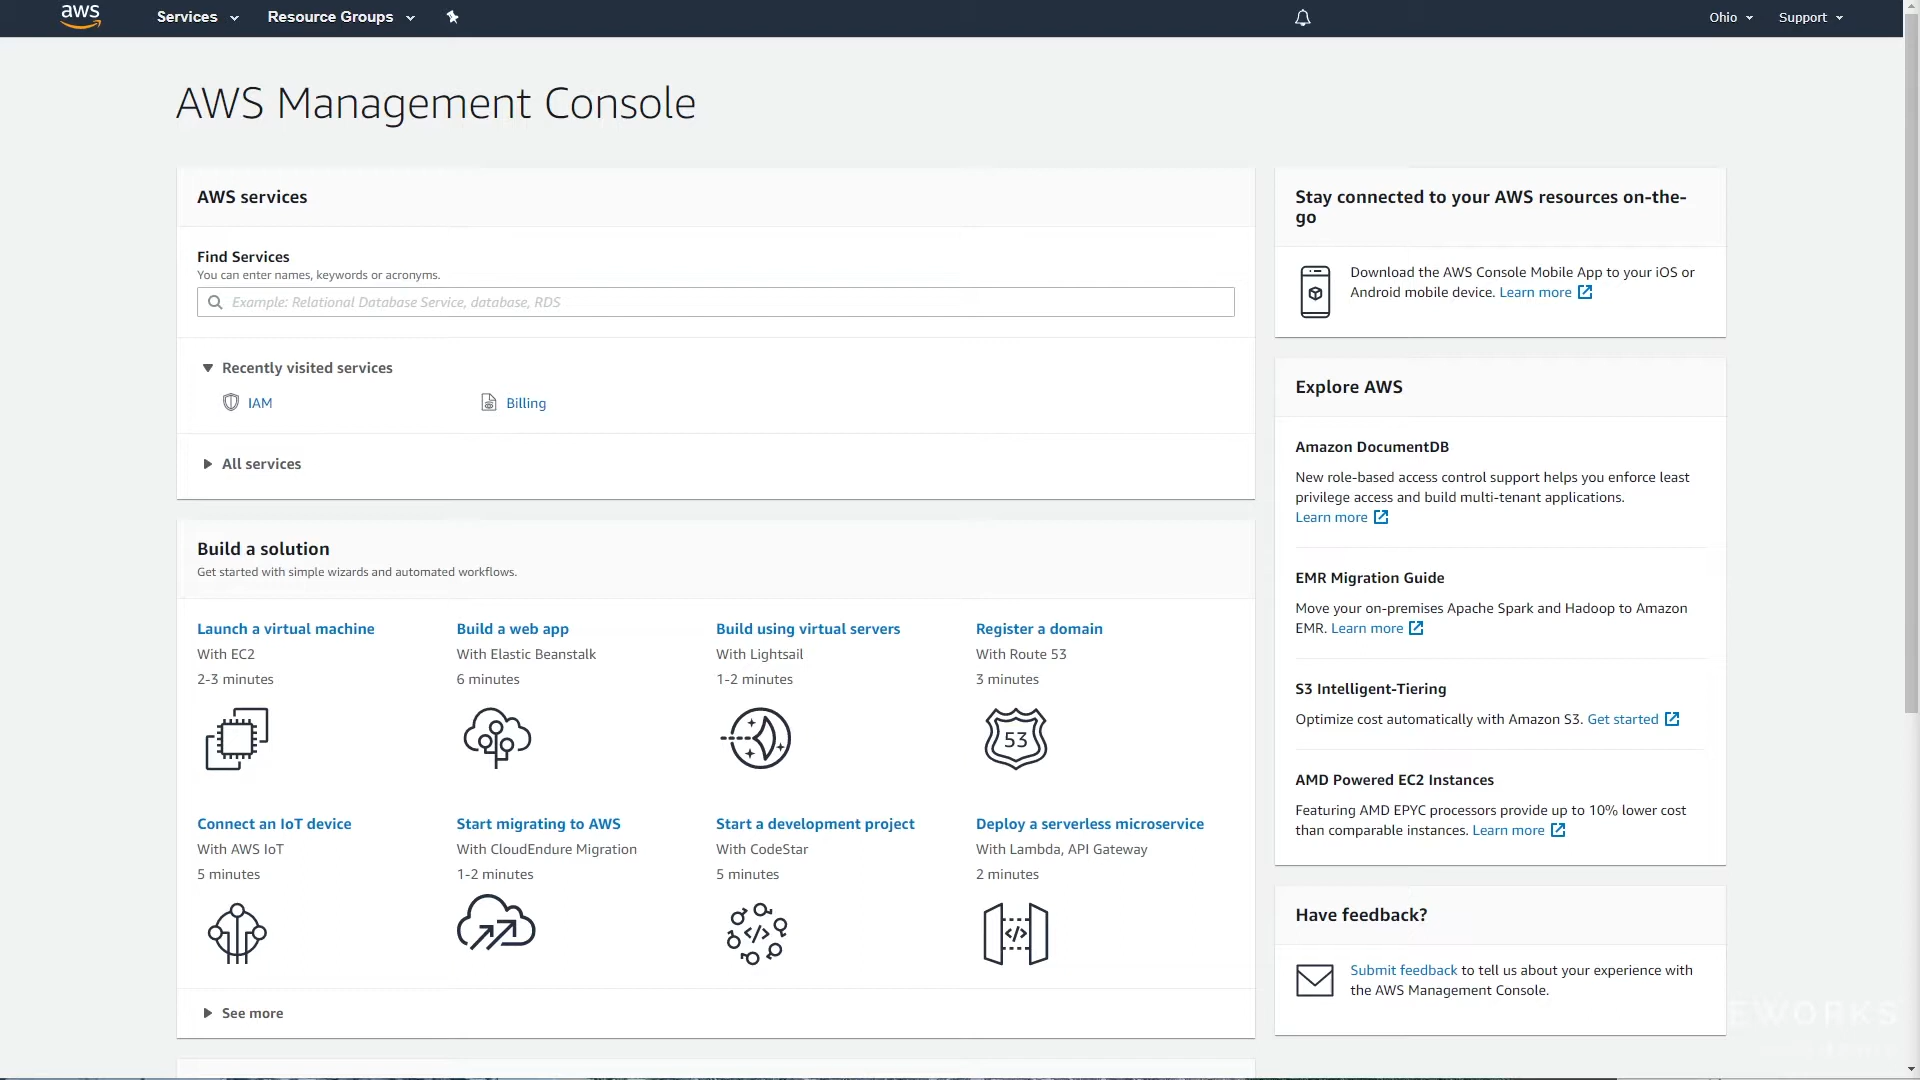 aws
Services
Resource Groups
Ohio
Support
AWS Management Console
AWS services
Find Services
You can enter names, keywords or acronyms.
Example: Relational Database Service, database, RDS
Recently visited services
IAM
Billing
All services
Build a solution
Get started with simple wizards and automated workflows.
Launch a virtual machine
With EC2
2-3 minutes
Build a web app
With Elastic Beanstalk
6 minutes
Build using virtual servers
With Lightsail
1-2 minutes
Register a domain
With Route 53
3 minutes
53
Connect an IoT device
With AWS IoT
5 minutes
Start migrating to AWS
With CloudEndure Migration
1-2 minutes
Start a development project
With CodeStar
5 minutes
</>
Deploy a serverless microservice
With Lambda, API Gateway
2 minutes
</>
See more
Stay connected to your AWS resources on-the-
go
Download the AWS Console Mobile App to your iOS or
Android mobile device. Learn more
Explore AWS
Amazon DocumentDB
New role-based access control support helps you enforce least
privilege access and build multi-tenant applications.
Learn more
EMR Migration Guide
Move your on-premises Apache Spark and Hadoop to Amazon
EMR. Learn more
S3 Intelligent-Tiering
Optimize cost automatically with Amazon S3. Get started
AMD Powered EC2 Instances
Featuring AMD EPYC processors provide up to 10% lower cost
than comparable instances. Learn more
Have feedback?
Submit feedback to tell us about your experience with
the AWS Management Console.